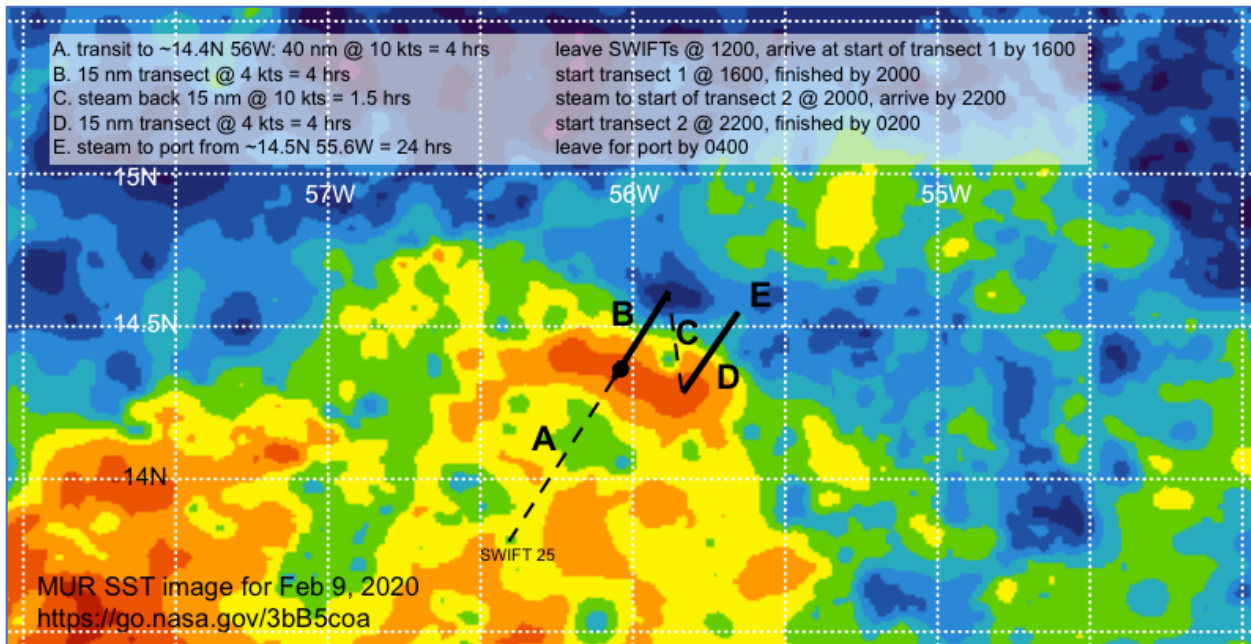 A. transit to ~14.4N 56W: 40 nm @ 10 kts = 4 hrs leave SWIFTs @ 1200, arrive at start of transect 1 by 1600
B. 15 nm transect @ 4 kts = 4 hrs start transect 1 @ 1600, finished by 2000
C. steam back 15 nm @ 10 kts = 1.5 hrs steam to start of transect 2 @ 2000, arrive by 2200
D. 15 nm transect @ 4 kts = 4 hrs start transect 2 @ 2200, finished by 0200
E. steam to port from ~14.5N 55.6W = 24 hrs leave for port by 0400
15N
57W 56W 55W
E
14.5N B C
D
A
14N
SWIFT 25
MUR SST image for Feb 9, 2020
https://go.nasa.gov/3bB5coa